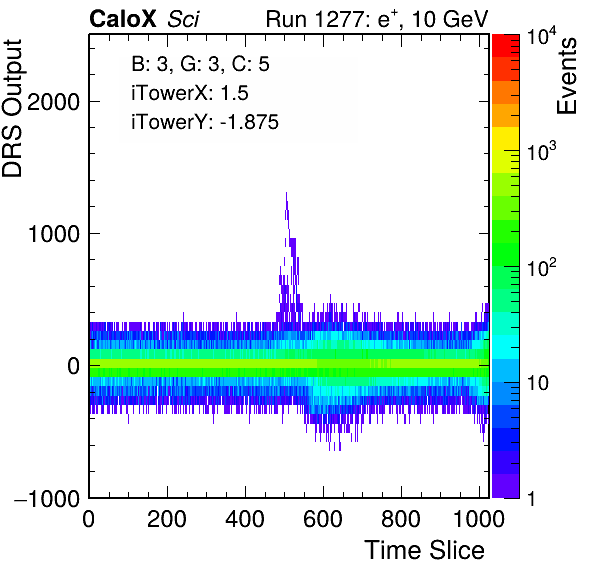 CaloX Sci Run 1277: e⁺, 10 GeV
B: 3, G: 3, C: 5
iTowerX: 1.5
iTowerY: -1.875
DRS Output
2000
1000
0
−1000
0 200 400 600 800 1000
Time Slice
Events
10⁴
10³
10²
10
1